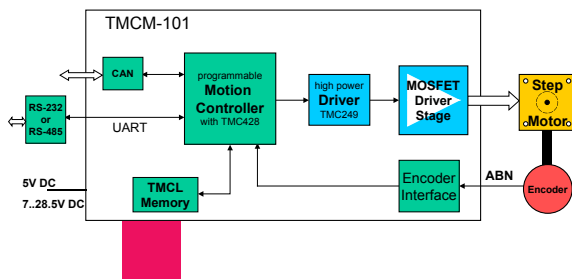 TMCM-101
CAN
RS-232
or
RS-485
UART
programmable
Motion
Controller
with TMC428
high power
Driver
TMC249
MOSFET
Driver
Stage
Step
Motor
5V DC
7..28.5V DC
TMCL
Memory
Encoder
Interface
ABN
Encoder